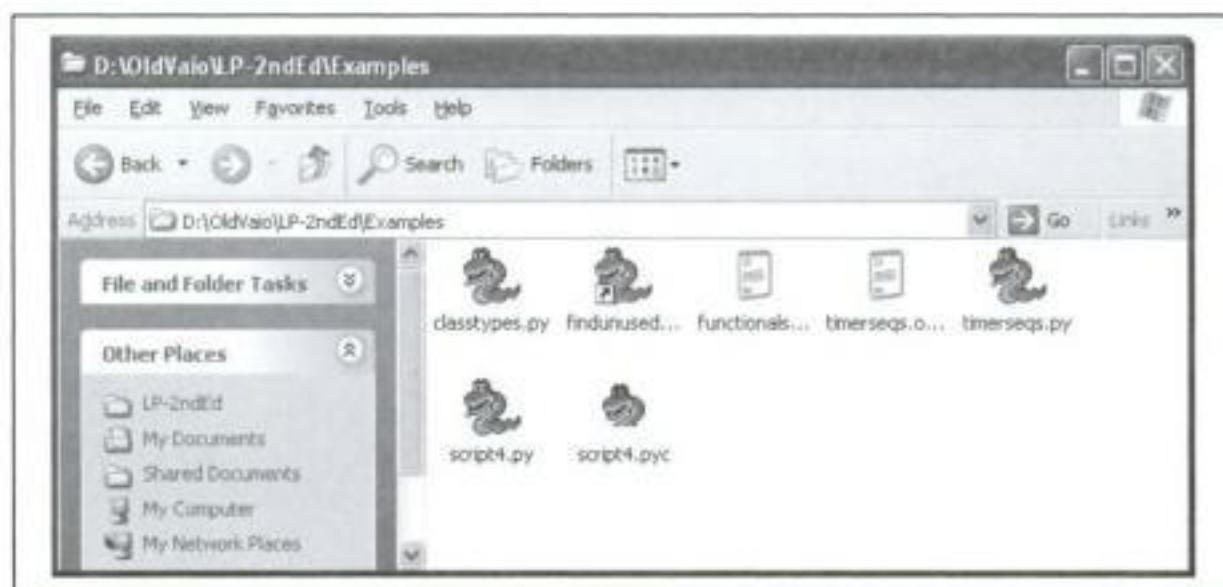 D:\OldVaio\LP-2ndEd\Examples
File Edit View Favorites Tools Help
Back Search Folders
Address D:\OldVaio\LP-2ndEd\Examples Go Links »
File and Folder Tasks
classtypes.py findunused... functionals... timerseqs.o... timerseqs.py
Other Places
LP-2ndEd
My Documents
Shared Documents
My Computer
My Network Places
script4.py script4.pyc